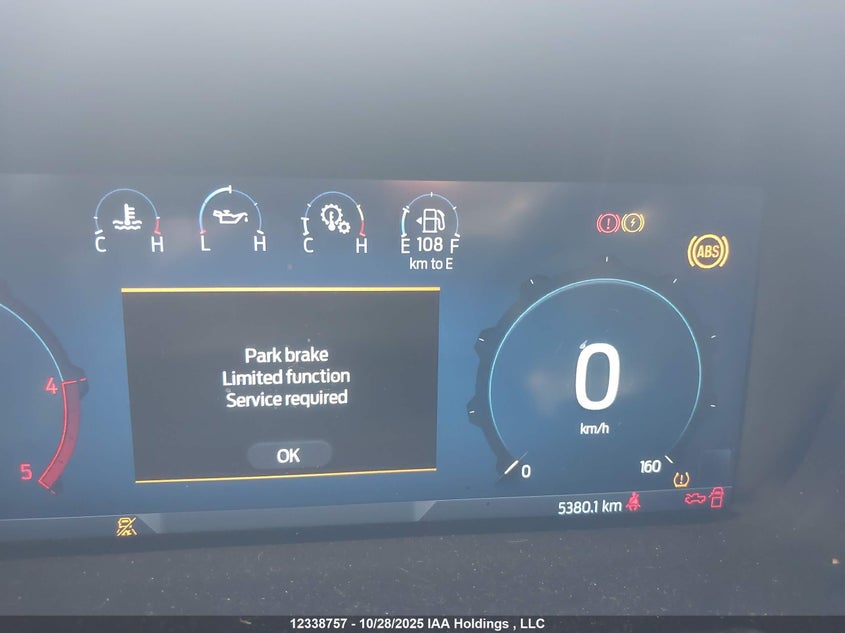 C H
L H
C H
E 108 F
km to E
ABS
Park brake
Limited function
Service required
OK
4
5
0
km/h
0 160
5380.1 km
12338757 - 10/28/2025 IAA Holdings , LLC